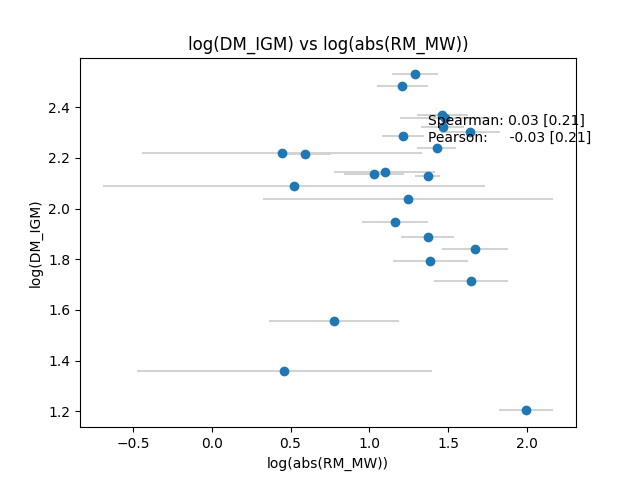 log(DM_IGM) vs log(abs(RM_MW))
Spearman: 0.03 [0.21]
Pearson: -0.03 [0.21]
2.4
2.2
2.0
1.8
1.6
1.4
1.2
log(DM_IGM)
−0.5 0.0 0.5 1.0 1.5 2.0
log(abs(RM_MW))